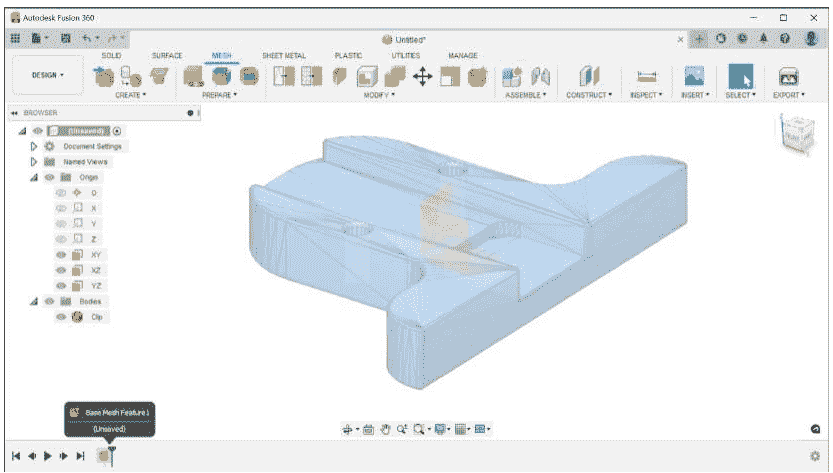 Autodesk Fusion 360
Untitled*
SOLID SURFACE MESH SHEET METAL PLASTIC UTILITIES MANAGE
DESIGN
CREATE PREPARE MODIFY ASSEMBLE CONSTRUCT INSPECT INSERT SELECT EXPORT
BROWSER
(Unsaved)
Document Settings
Named Views
Origin
O
X
Y
Z
XY
XZ
YZ
Bodies
Clip
Base Mesh Feature1
(Unsaved)